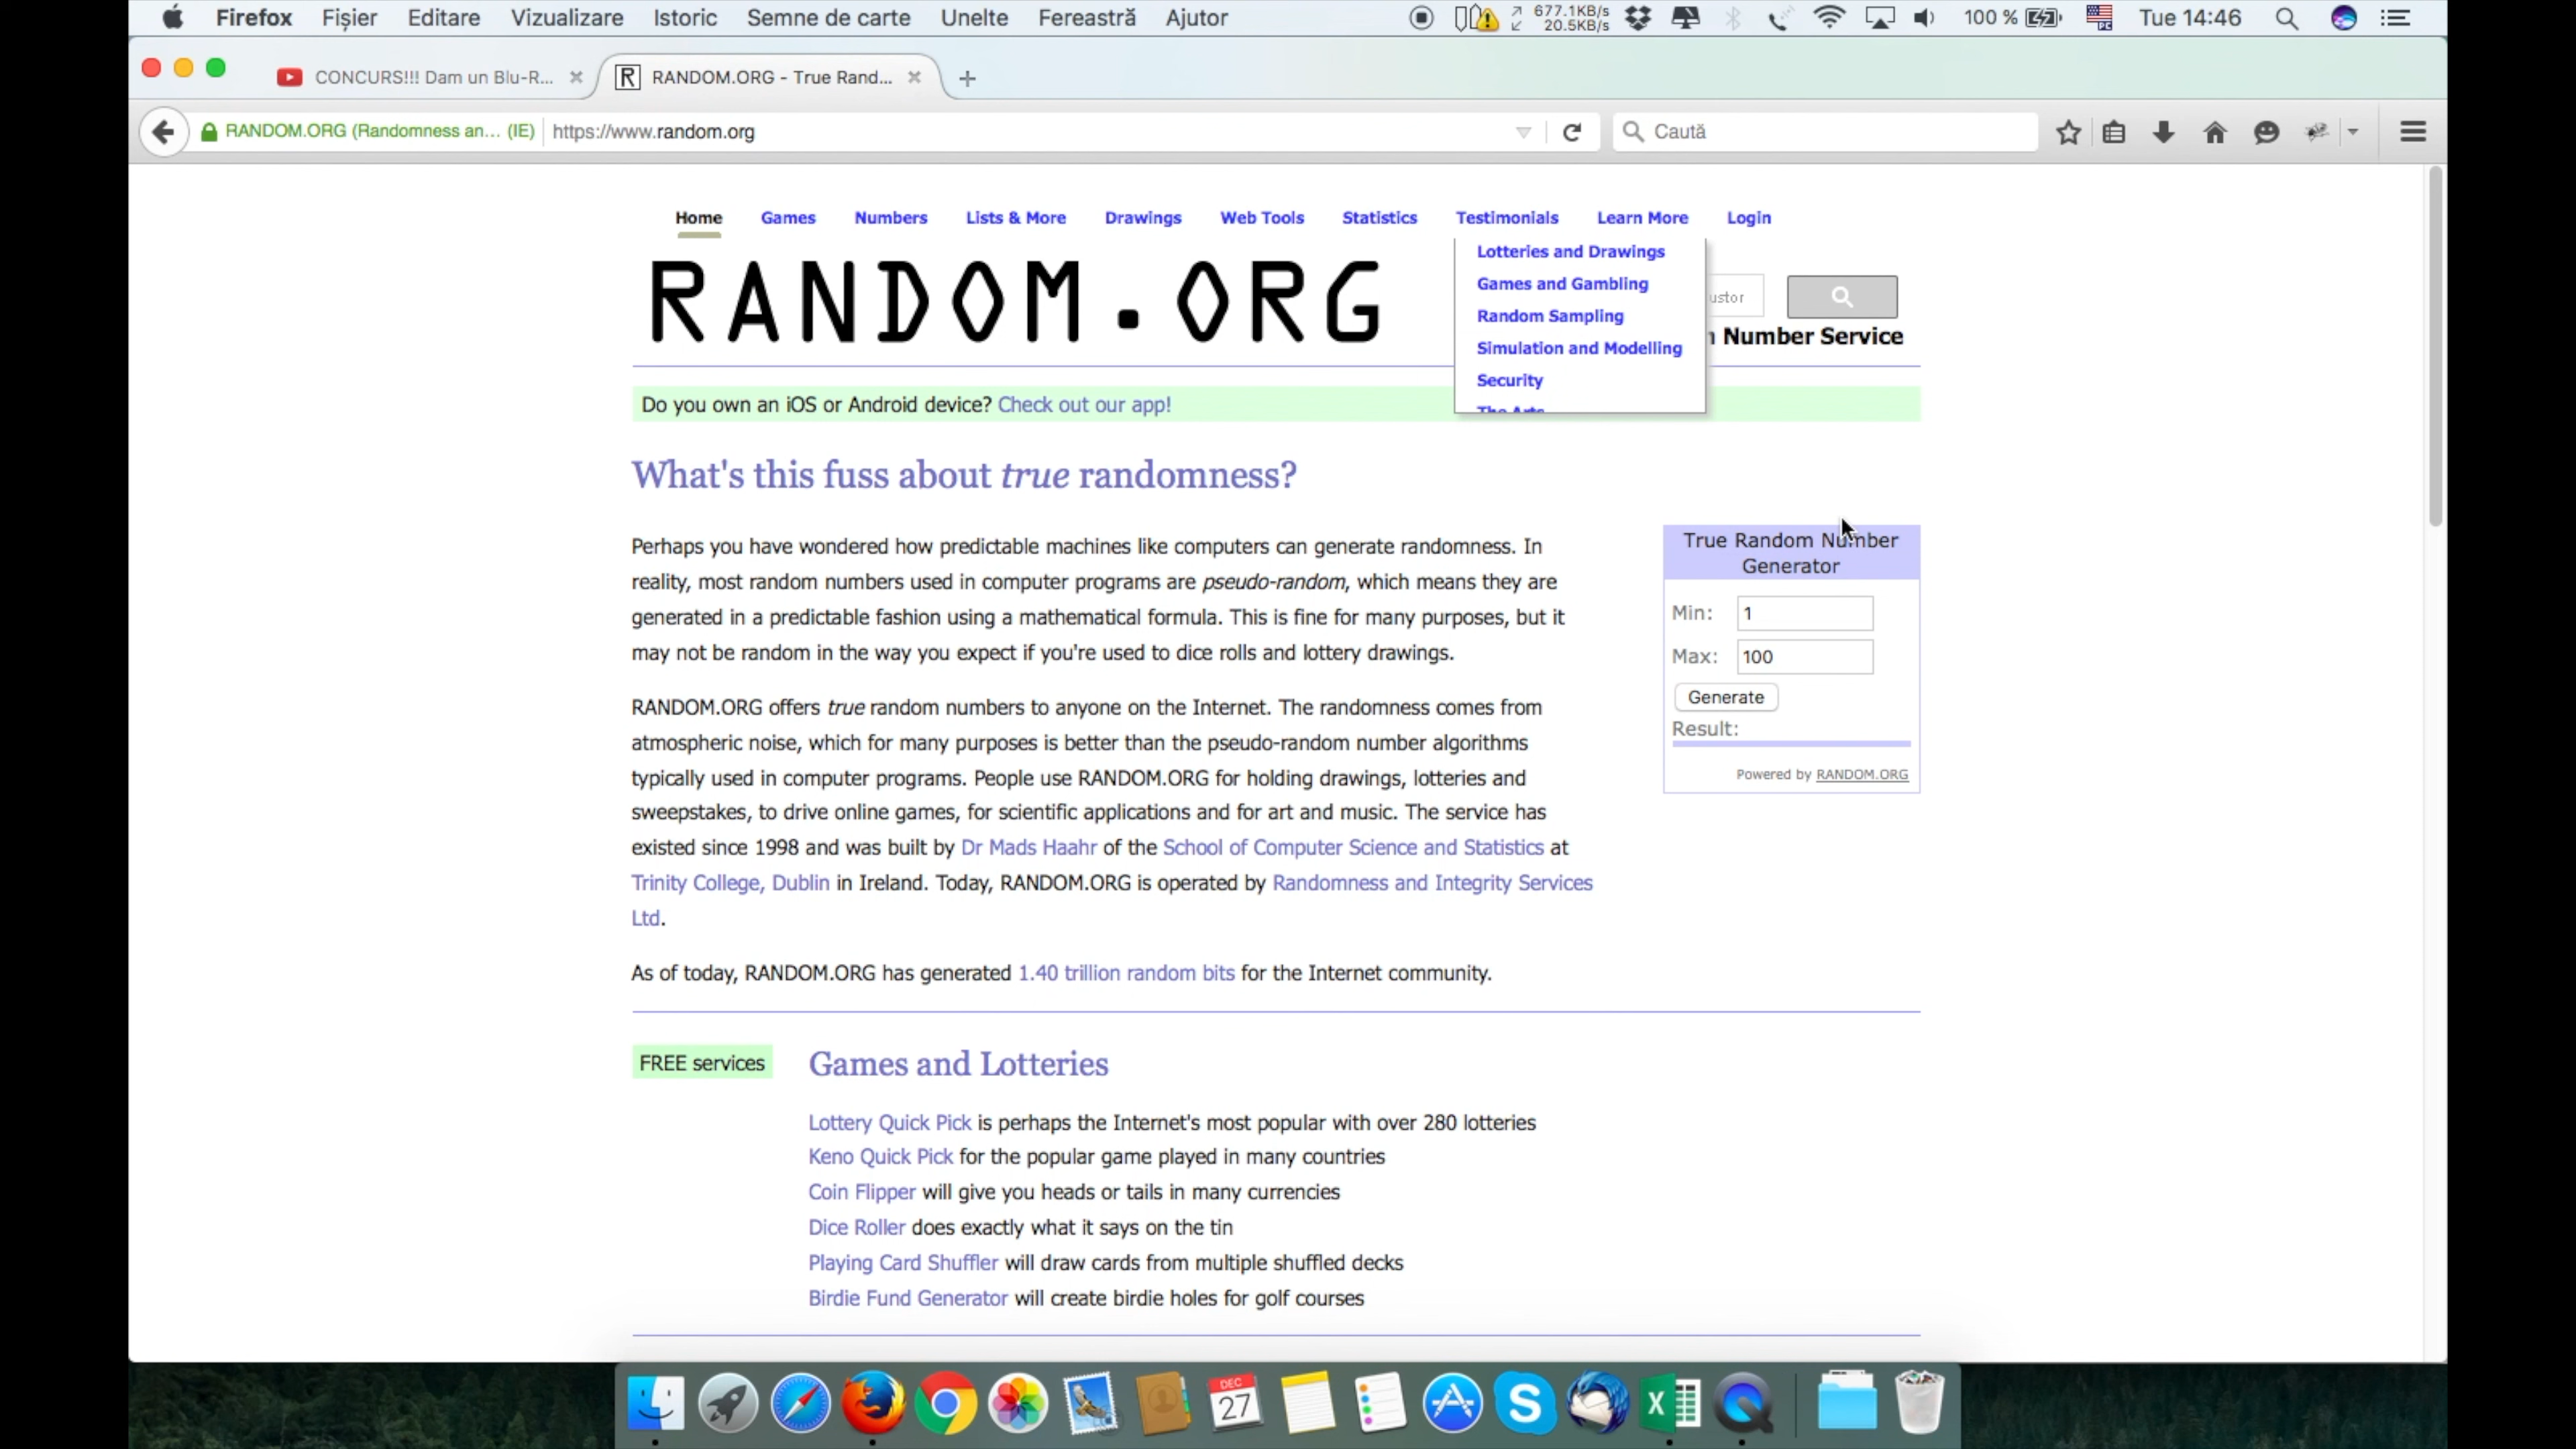 Firefox Fișier Editare Vizualizare Istoric Semne de carte Unelte Fereastră Ajutor
677.1KB/s
20.5KB/s
100 % Tue 14:46
CONCURS!!! Dam un Blu-R...
RANDOM.ORG - True Rand...
RANDOM.ORG (Randomness an... (IE) https://www.random.org
Caută
Home Games Numbers Lists & More Drawings Web Tools Statistics Testimonials Learn More Login
RANDOM.ORG
Lotteries and Drawings
Games and Gambling
Random Sampling
Simulation and Modelling
Security
The Arts
Number Service
Do you own an iOS or Android device? Check out our app!
What's this fuss about true randomness?
Perhaps you have wondered how predictable machines like computers can generate randomness. In
reality, most random numbers used in computer programs are pseudo-random, which means they are
generated in a predictable fashion using a mathematical formula. This is fine for many purposes, but it
may not be random in the way you expect if you're used to dice rolls and lottery drawings.
RANDOM.ORG offers true random numbers to anyone on the Internet. The randomness comes from
atmospheric noise, which for many purposes is better than the pseudo-random number algorithms
typically used in computer programs. People use RANDOM.ORG for holding drawings, lotteries and
sweepstakes, to drive online games, for scientific applications and for art and music. The service has
existed since 1998 and was built by Dr Mads Haahr of the School of Computer Science and Statistics at
Trinity College, Dublin in Ireland. Today, RANDOM.ORG is operated by Randomness and Integrity Services
Ltd.
As of today, RANDOM.ORG has generated 1.40 trillion random bits for the Internet community.
True Random Number
Generator
Min: 1
Max: 100
Generate
Result:
Powered by RANDOM.ORG
FREE services
Games and Lotteries
Lottery Quick Pick is perhaps the Internet's most popular with over 280 lotteries
Keno Quick Pick for the popular game played in many countries
Coin Flipper will give you heads or tails in many currencies
Dice Roller does exactly what it says on the tin
Playing Card Shuffler will draw cards from multiple shuffled decks
Birdie Fund Generator will create birdie holes for golf courses
DEC
27